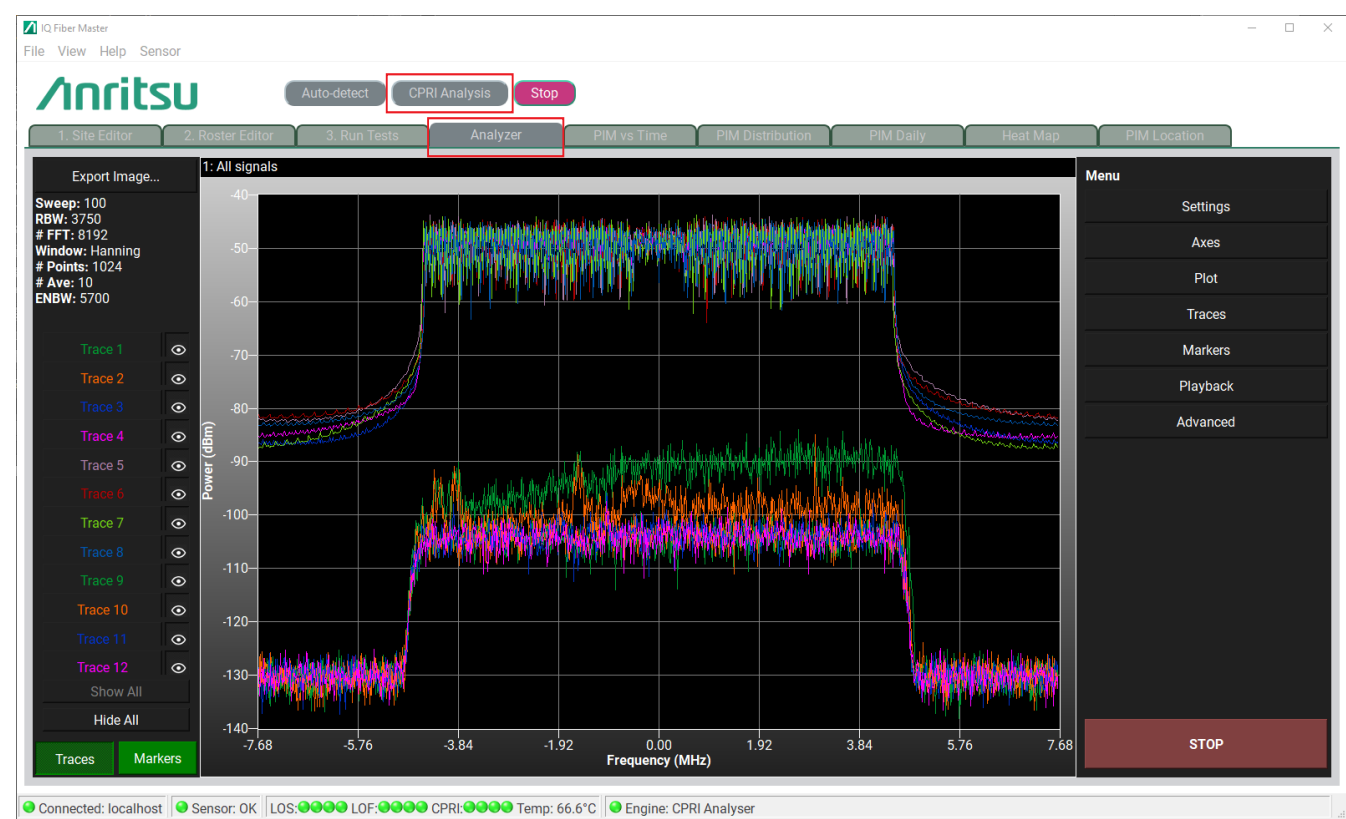 IQ Fiber Master
File View Help Sensor
Anritsu
Auto-detect CPRI Analysis Stop
1. Site Editor 2. Roster Editor 3. Run Tests Analyzer PIM vs Time PIM Distribution PIM Daily Heat Map PIM Location
Export Image...
Sweep: 100
RBW: 3750
# FFT: 8192
Window: Hanning
# Points: 1024
# Ave: 10
ENBW: 5700
Trace 1
Trace 2
Trace 3
Trace 4
Trace 5
Trace 6
Trace 7
Trace 8
Trace 9
Trace 10
Trace 11
Trace 12
Show All
Hide All
Traces Markers
1: All signals
-40
-50
-60
-70
-80
-90
-100
-110
-120
-130
-140
Power (dBm)
-7.68 -5.76 -3.84 -1.92 0.00 1.92 3.84 5.76 7.68
Frequency (MHz)
Menu
Settings
Axes
Plot
Traces
Markers
Playback
Advanced
STOP
Connected: localhost Sensor: OK LOS: LOF: CPRI: Temp: 66.6°C Engine: CPRI Analyser